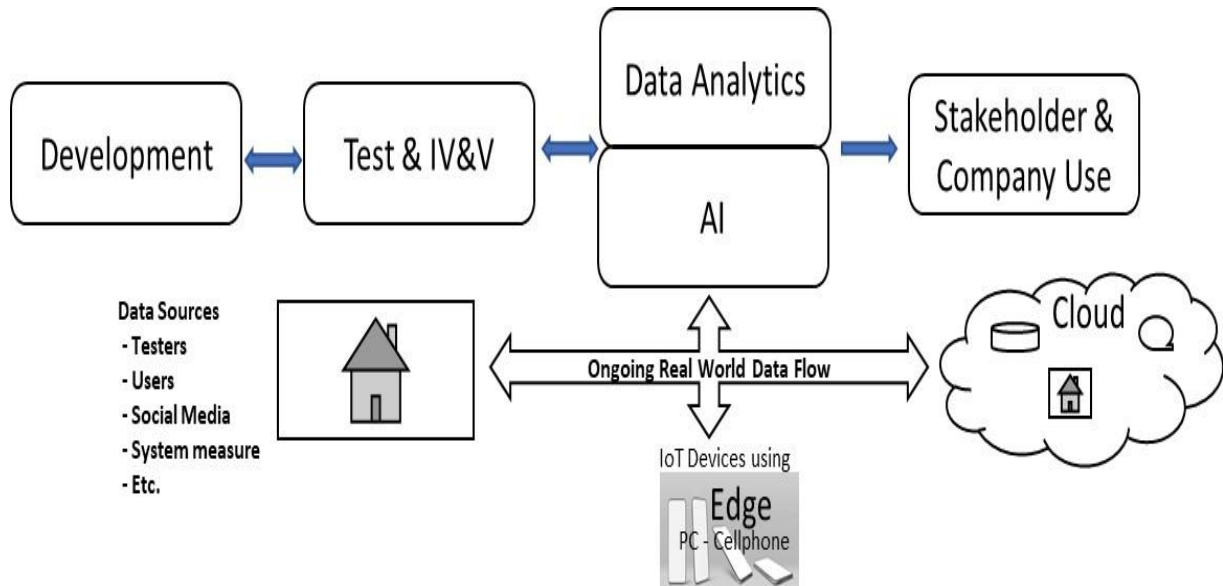 Development
Test & IV&V
Data Analytics
AI
Stakeholder &
Company Use
Data Sources
- Testers
- Users
- Social Media
- System measure
- Etc.
Ongoing Real World Data Flow
Cloud
IoT Devices using
Edge
PC - Cellphone